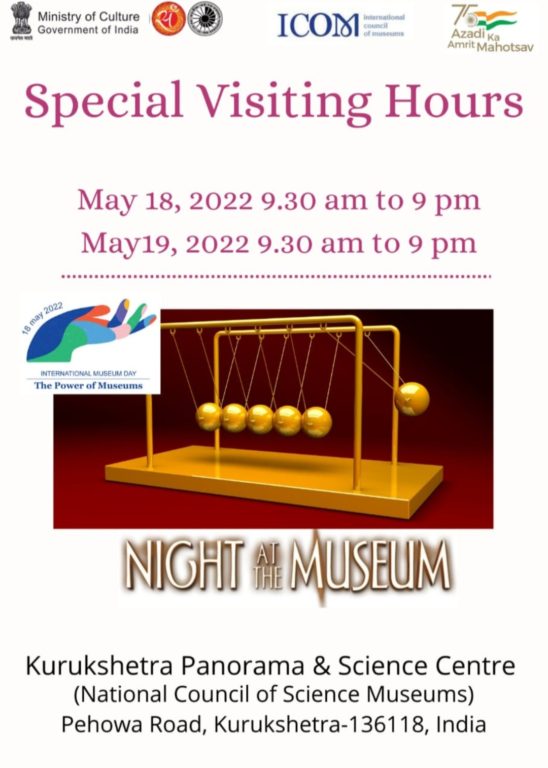 Ministry of Culture
Government of India
ICOM
international
council
of museums
75
Azadi Ka
Amrit Mahotsav
Special Visiting Hours
May 18, 2022 9.30 am to 9 pm
May19, 2022 9.30 am to 9 pm
18 may 2022
INTERNATIONAL MUSEUM DAY
The Power of Museums
NIGHT AT THE MUSEUM
Kurukshetra Panorama & Science Centre
(National Council of Science Museums)
Pehowa Road, Kurukshetra-136118, India